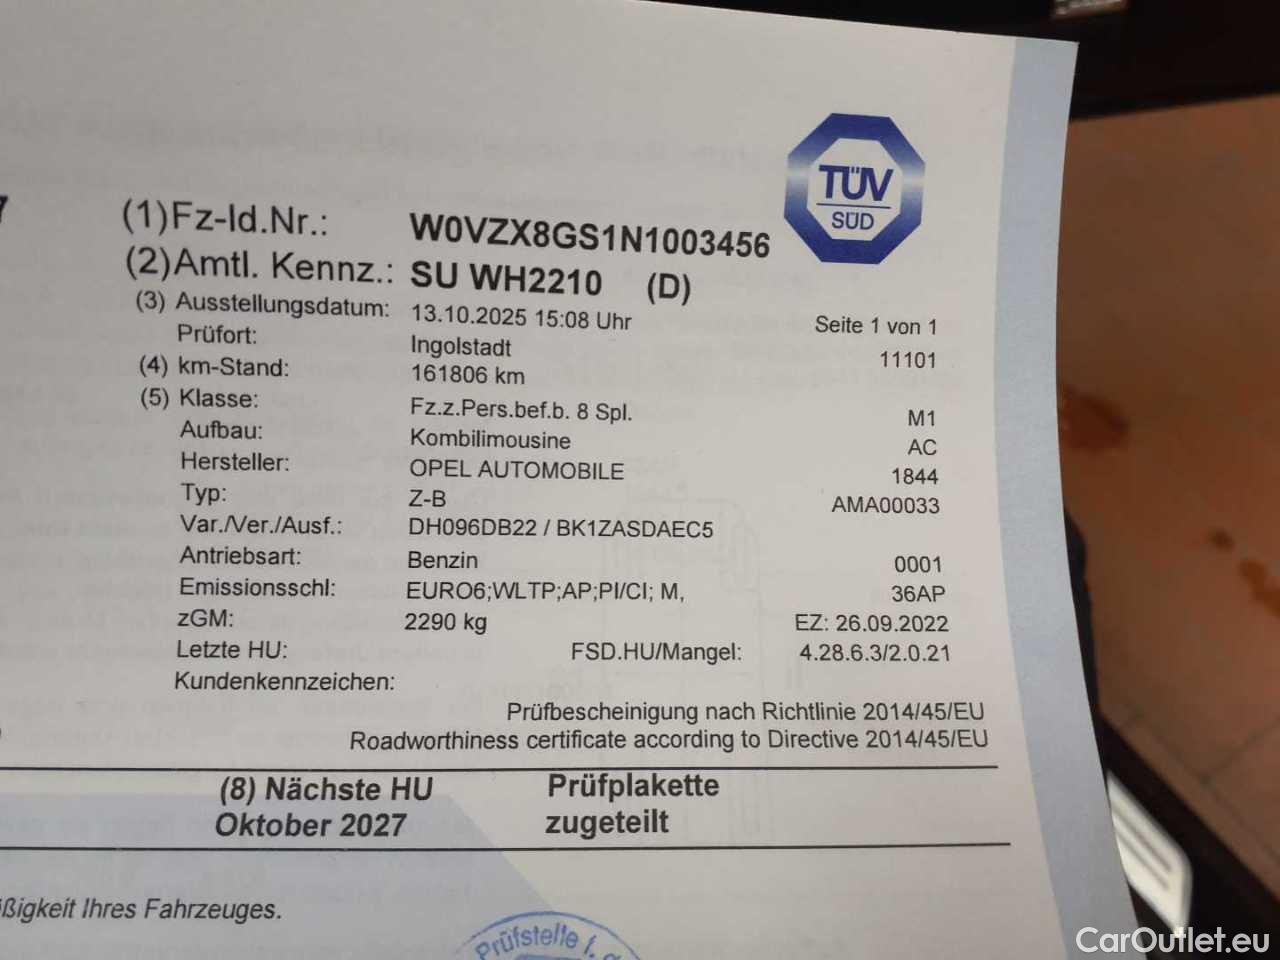 TÜV
SÜD
(1) Fz-Id.Nr.: W0VZX8GS1N1003456
(2) Amtl. Kennz.: SU WH2210 (D)
(3) Ausstellungsdatum: 13.10.2025 15:08 Uhr Seite 1 von 1
Prüfort: Ingolstadt 11101
(4) km-Stand: 161806 km
(5) Klasse: Fz.z.Pers.bef.b. 8 Spl. M1
Aufbau: Kombilimousine AC
Hersteller: OPEL AUTOMOBILE 1844
Typ: Z-B AMA00033
Var./Ver./Ausf.: DH096DB22 / BK1ZASDAEC5
Antriebsart: Benzin 0001
Emissionsschl: EURO6;WLTP;AP;PI/CI; M, 36AP
zGM: 2290 kg EZ: 26.09.2022
Letzte HU: FSD.HU/Mangel: 4.28.6.3/2.0.21
Kundenkennzeichen:
Prüfbescheinigung nach Richtlinie 2014/45/EU
Roadworthiness certificate according to Directive 2014/45/EU
(8) Nächste HU Prüfplakette
Oktober 2027 zugeteilt
Ihres Fahrzeuges.
Prüfstelle f.
CarOutlet.eu